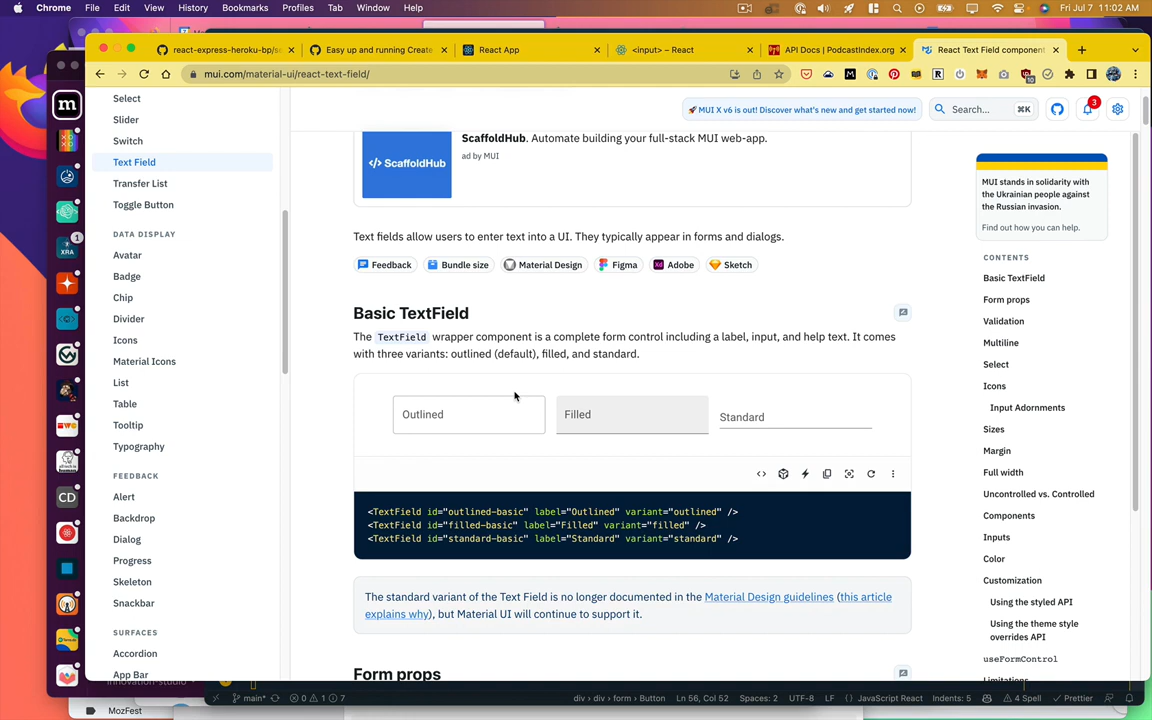 Chrome File Edit View History Bookmarks Profiles Tab Window Help Fri Jul 7 11:02 AM
react-express-heroku-bp/se Easy up and running Create React App <input> – React API Docs | PodcastIndex.org React Text Field component
mui.com/material-ui/react-text-field/
Select
Slider
Switch
Text Field
Transfer List
Toggle Button
DATA DISPLAY
Avatar
Badge
Chip
Divider
Icons
Material Icons
List
Table
Tooltip
Typography
FEEDBACK
Alert
Backdrop
Dialog
Progress
Skeleton
Snackbar
SURFACES
Accordion
App Bar
🚀 MUI X v6 is out! Discover what's new and get started now!
Search... ⌘K
3
</> ScaffoldHub
ScaffoldHub. Automate building your full-stack MUI web-app.
ad by MUI
Text fields allow users to enter text into a UI. They typically appear in forms and dialogs.
Feedback Bundle size Material Design Figma Adobe Sketch
Basic TextField
The TextField wrapper component is a complete form control including a label, input, and help text. It comes
with three variants: outlined (default), filled, and standard.
Outlined Filled Standard
<TextField id="outlined-basic" label="Outlined" variant="outlined" />
<TextField id="filled-basic" label="Filled" variant="filled" />
<TextField id="standard-basic" label="Standard" variant="standard" />
The standard variant of the Text Field is no longer documented in the Material Design guidelines (this article
explains why), but Material UI will continue to support it.
Form props
MUI stands in solidarity with
the Ukrainian people against
the Russian invasion.
Find out how you can help.
CONTENTS
Basic TextField
Form props
Validation
Multiline
Select
Icons
Input Adornments
Sizes
Margin
Full width
Uncontrolled vs. Controlled
Components
Inputs
Color
Customization
Using the styled API
Using the theme style
overrides API
useFormControl
m
1
XRA
CD
main* 0 1 7 div › div › form › Button Ln 56, Col 52 Spaces: 2 UTF-8 LF JavaScript React Indents: 5 4 Spell Prettier
MozFest